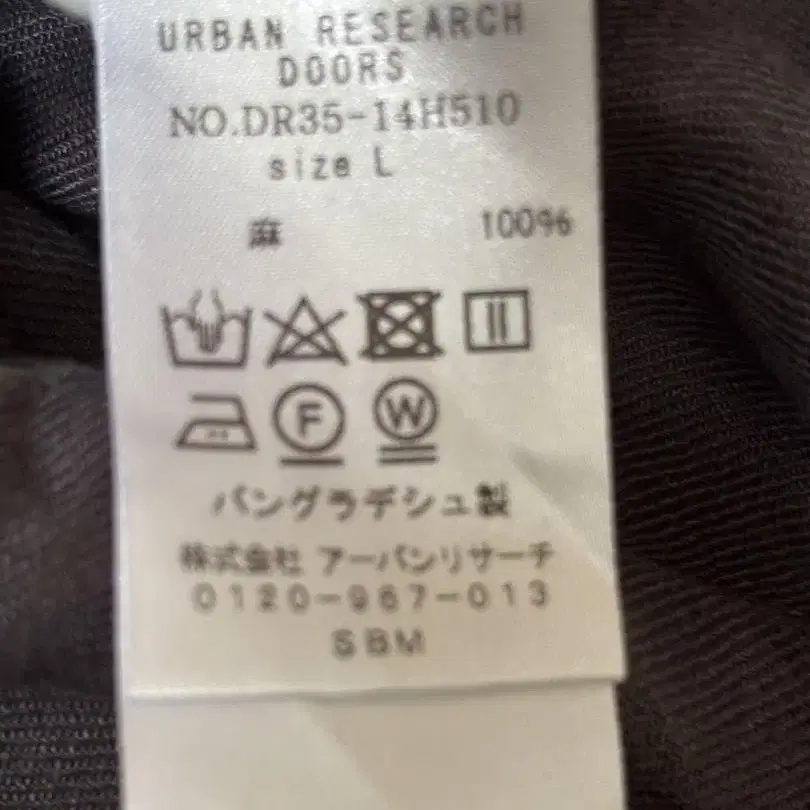 URBAN RESEARCH
DOORS
NO.DR35-14H510
size L
麻 100%
F W
バングラデシュ製
株式会社 アーバンリサーチ
0120-967-013
SBM